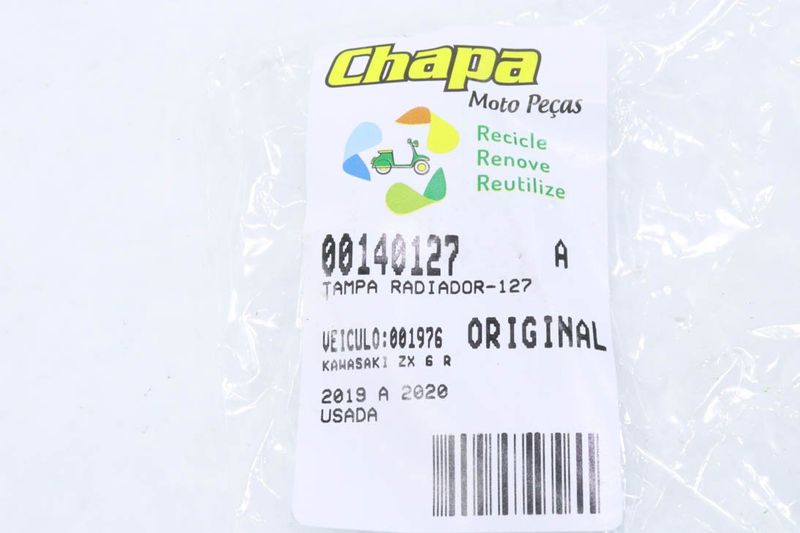 Chapa
Moto Peças
Recicle
Renove
Reutilize
00140127 A
TAMPA RADIADOR-127
VEICULO:001976 ORIGINAL
KAWASAKI ZX 6 R
2019 A 2020
USADA